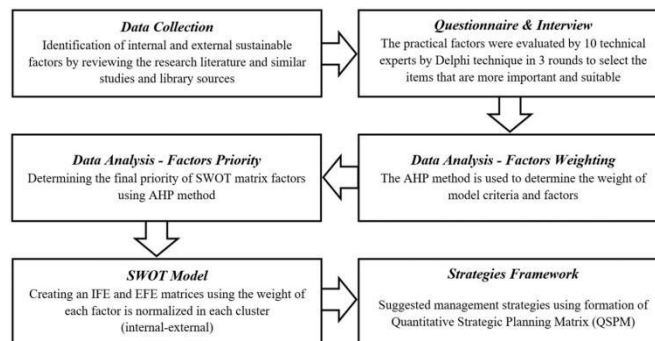 Data Collection
Identification of internal and external sustainable
factors by reviewing the research literature and similar
studies and library sources
Questionnaire & Interview
The practical factors were evaluated by 10 technical
experts by Delphi technique in 3 rounds to select the
items that are more important and suitable
Data Analysis - Factors Priority
Determining the final priority of SWOT matrix factors
using AHP method
Data Analysis - Factors Weighting
The AHP method is used to determine the weight of
model criteria and factors
SWOT Model
Creating an IFE and EFE matrices using the weight of
each factor is normalized in each cluster
(internal-external)
Strategies Framework
Suggested management strategies using formation of
Quantitative Strategic Planning Matrix (QSPM)